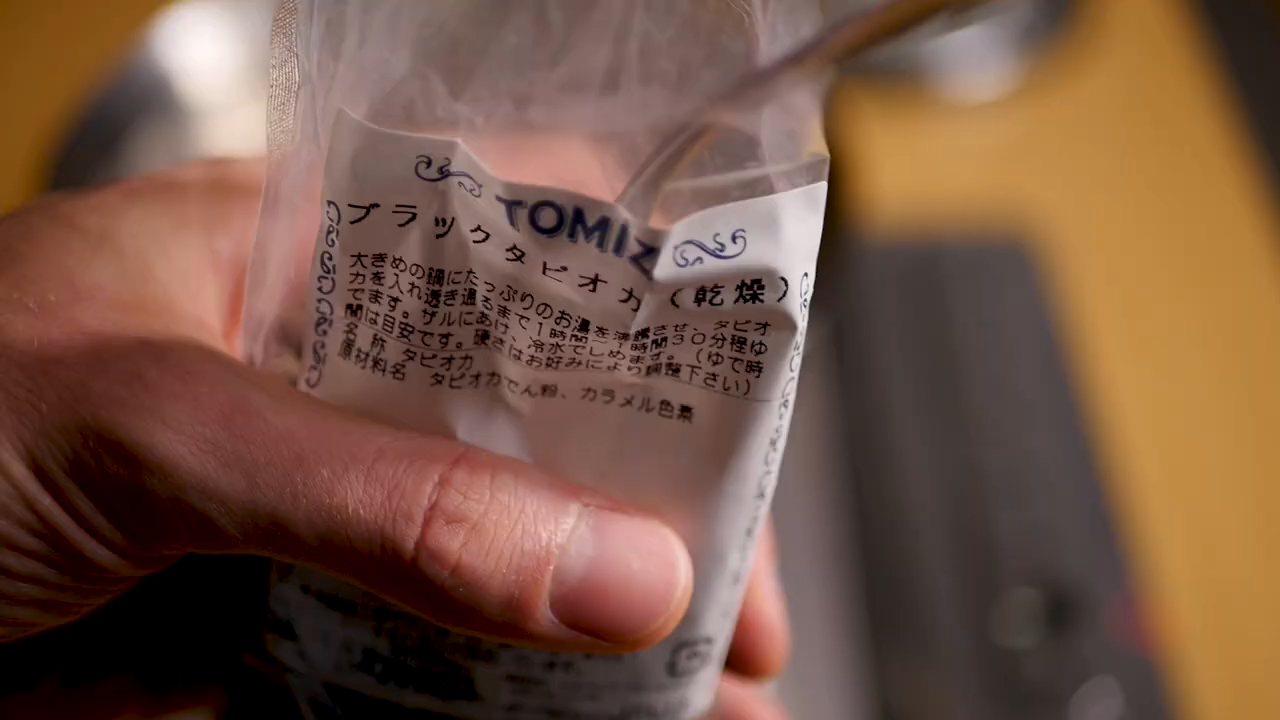 TOMIZ
ブラックタピオカ（乾燥）
大きめの鍋にたっぷりのお湯を沸騰させ、タピオ
カを入れ透き通るまで1時間〜1時間30分程ゆ
でます。ザルにあけ、冷水でしめます。（ゆで時
間は目安です。硬さはお好みにより調整下さい）
名 称 タピオカ
原材料名 タピオカでん粉、カラメル色素